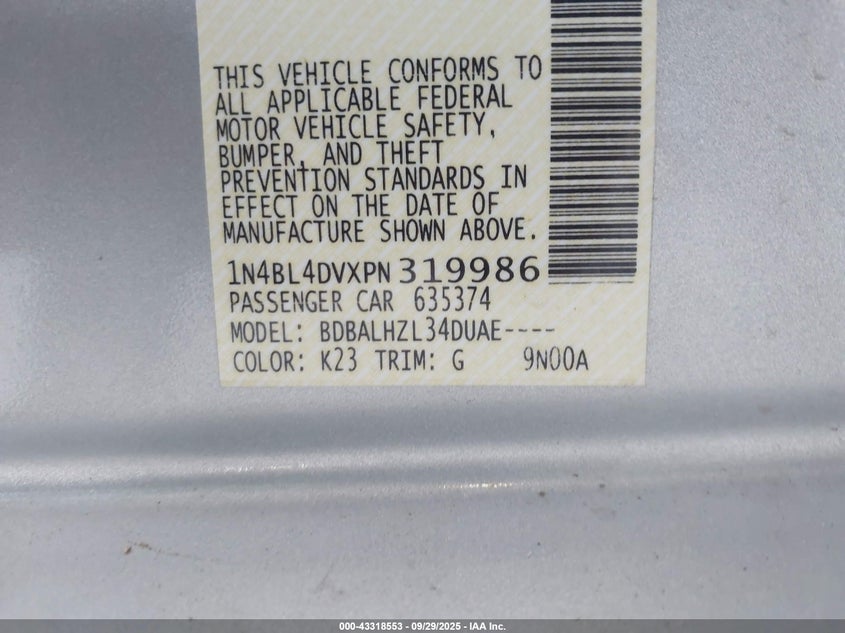 THIS VEHICLE CONFORMS TO
ALL APPLICABLE FEDERAL
MOTOR VEHICLE SAFETY,
BUMPER, AND THEFT
PREVENTION STANDARDS IN
EFFECT ON THE DATE OF
MANUFACTURE SHOWN ABOVE.
1N4BL4DVXPN319986
PASSENGER CAR 635374
MODEL: BDBALHZL34DUAE----
COLOR: K23 TRIM: G 9N00A
000-43318553 - 09/29/2025 - IAA Inc.